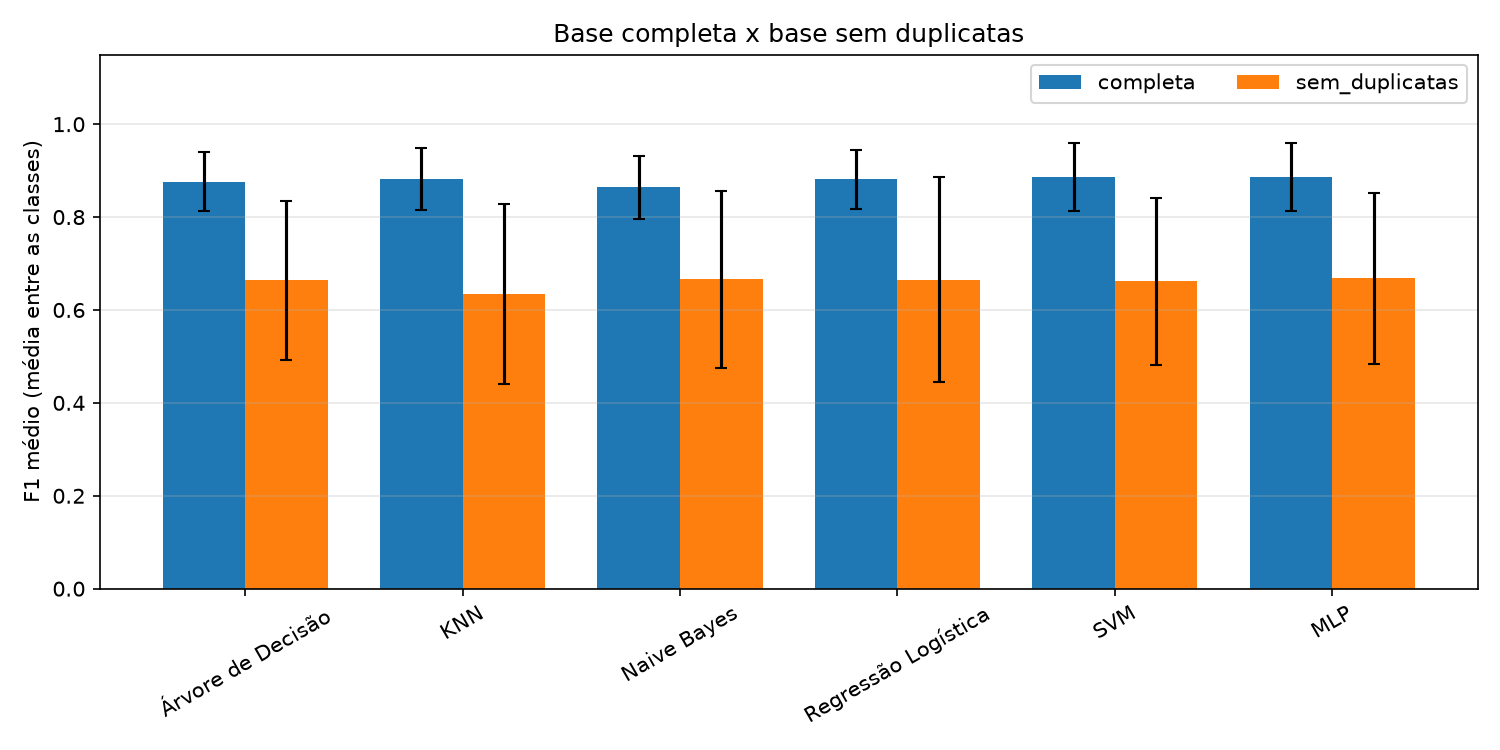 Base completa x base sem duplicatas
completa
sem_duplicatas
F1 médio (média entre as classes)
1.0
0.8
0.6
0.4
0.2
0.0
Árvore de Decisão
KNN
Naive Bayes
Regressão Logística
SVM
MLP